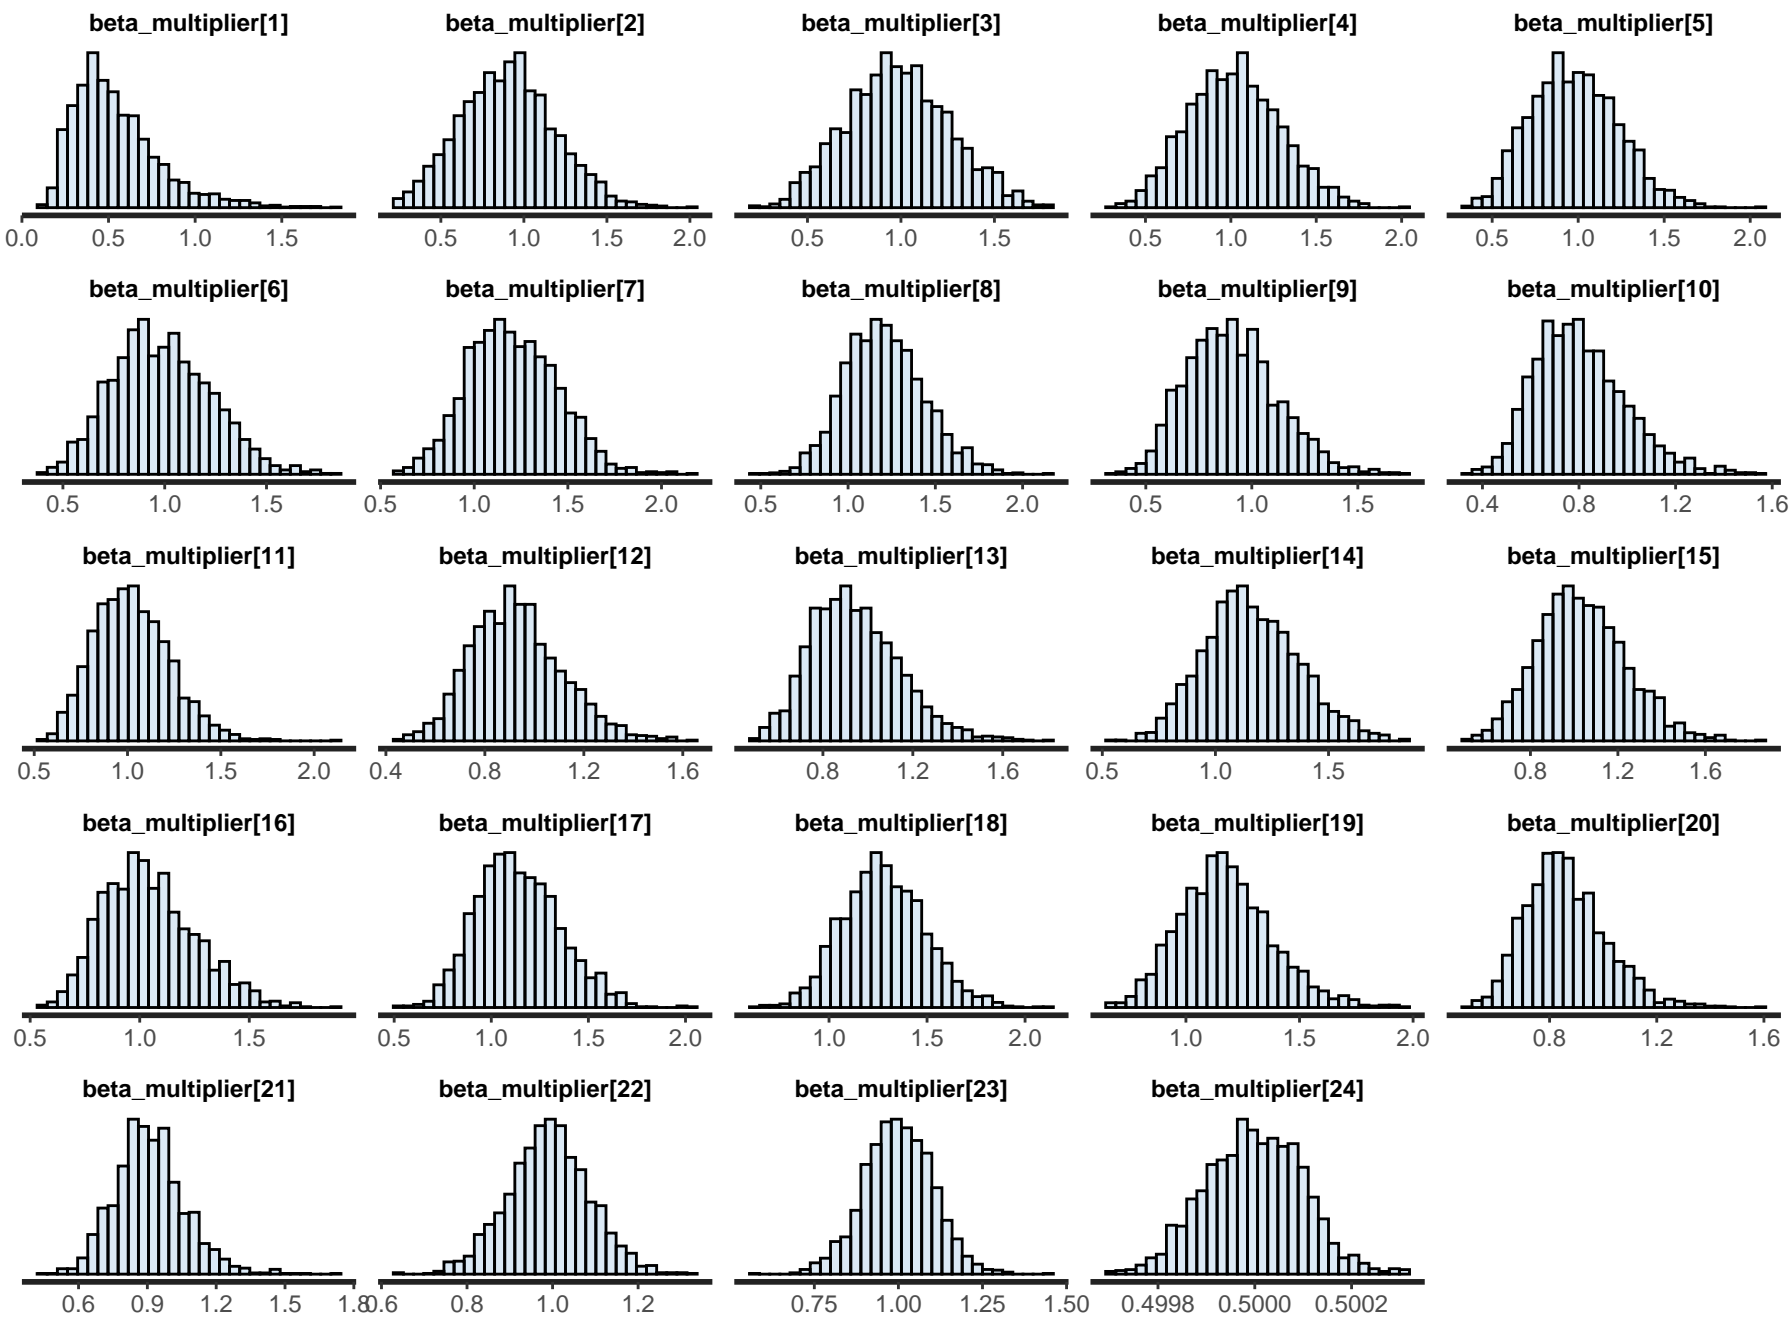 beta_multiplier[1] beta_multiplier[2] beta_multiplier[3] beta_multiplier[4] beta_multiplier[5]
0.0 0.5 1.0 1.5 0.5 1.0 1.5 2.0 0.5 1.0 1.5 0.5 1.0 1.5 2.0 0.5 1.0 1.5 2.0
beta_multiplier[6] beta_multiplier[7] beta_multiplier[8] beta_multiplier[9] beta_multiplier[10]
0.5 1.0 1.5 0.5 1.0 1.5 2.0 0.5 1.0 1.5 2.0 0.5 1.0 1.5 0.4 0.8 1.2 1.6
beta_multiplier[11] beta_multiplier[12] beta_multiplier[13] beta_multiplier[14] beta_multiplier[15]
0.5 1.0 1.5 2.0 0.4 0.8 1.2 1.6 0.8 1.2 1.6 0.5 1.0 1.5 0.8 1.2 1.6
beta_multiplier[16] beta_multiplier[17] beta_multiplier[18] beta_multiplier[19] beta_multiplier[20]
0.5 1.0 1.5 0.5 1.0 1.5 2.0 1.0 1.5 2.0 1.0 1.5 2.0 0.8 1.2 1.6
beta_multiplier[21] beta_multiplier[22] beta_multiplier[23] beta_multiplier[24]
0.6 0.9 1.2 1.5 1.8 0.6 0.8 1.0 1.2 0.75 1.00 1.25 1.50 0.4998 0.5000 0.5002